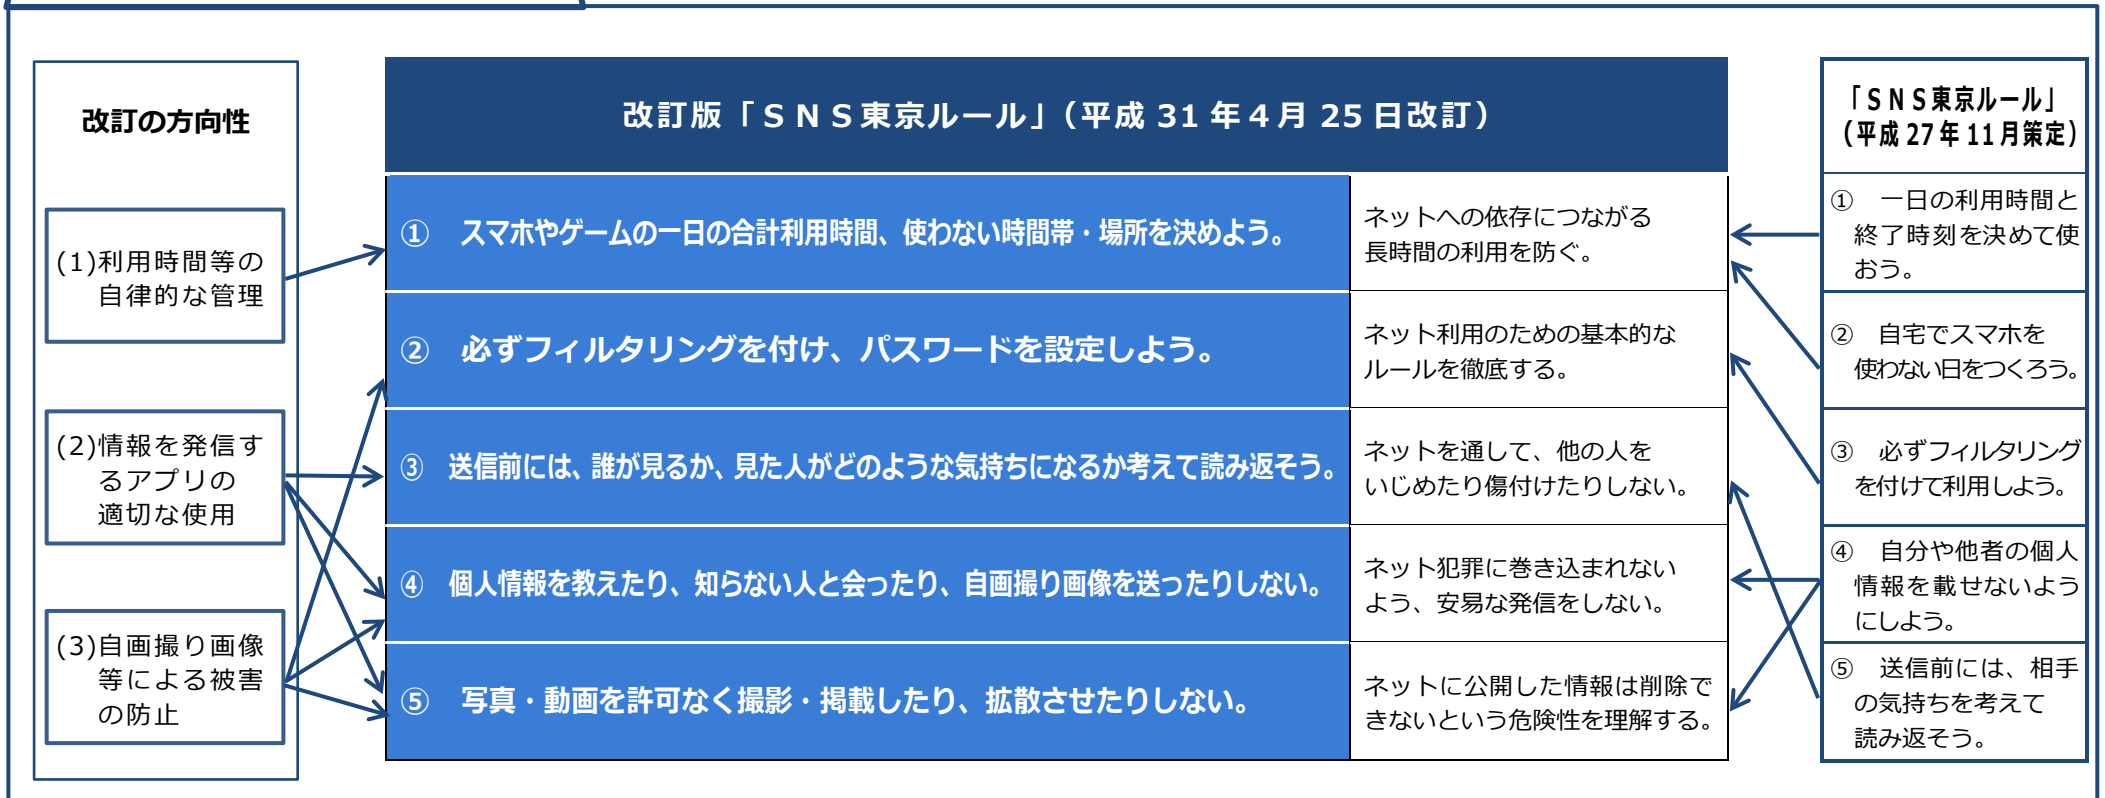 改訂の方向性
(1)利用時間等の
自律的な管理
(2)情報を発信す
るアプリの
適切な使用
(3)自画撮り画像
等による被害
の防止
改訂版「ＳＮＳ東京ルール」（平成 31 年４月 25 日改訂）
① スマホやゲームの一日の合計利用時間、使わない時間帯・場所を決めよう。
ネットへの依存につながる
長時間の利用を防ぐ。
② 必ずフィルタリングを付け、パスワードを設定しよう。
ネット利用のための基本的な
ルールを徹底する。
③ 送信前には、誰が見るか、見た人がどのような気持ちになるか考えて読み返そう。
ネットを通して、他の人を
いじめたり傷付けたりしない。
④ 個人情報を教えたり、知らない人と会ったり、自画撮り画像を送ったりしない。
ネット犯罪に巻き込まれない
よう、安易な発信をしない。
⑤ 写真・動画を許可なく撮影・掲載したり、拡散させたりしない。
ネットに公開した情報は削除で
きないという危険性を理解する。
「ＳＮＳ東京ルール」
（平成 27 年 11 月策定）
① 一日の利用時間と
終了時刻を決めて使
おう。
② 自宅でスマホを
使わない日をつくろう。
③ 必ずフィルタリング
を付けて利用しよう。
④ 自分や他者の個人
情報を載せないよう
にしよう。
⑤ 送信前には、相手
の気持ちを考えて
読み返そう。